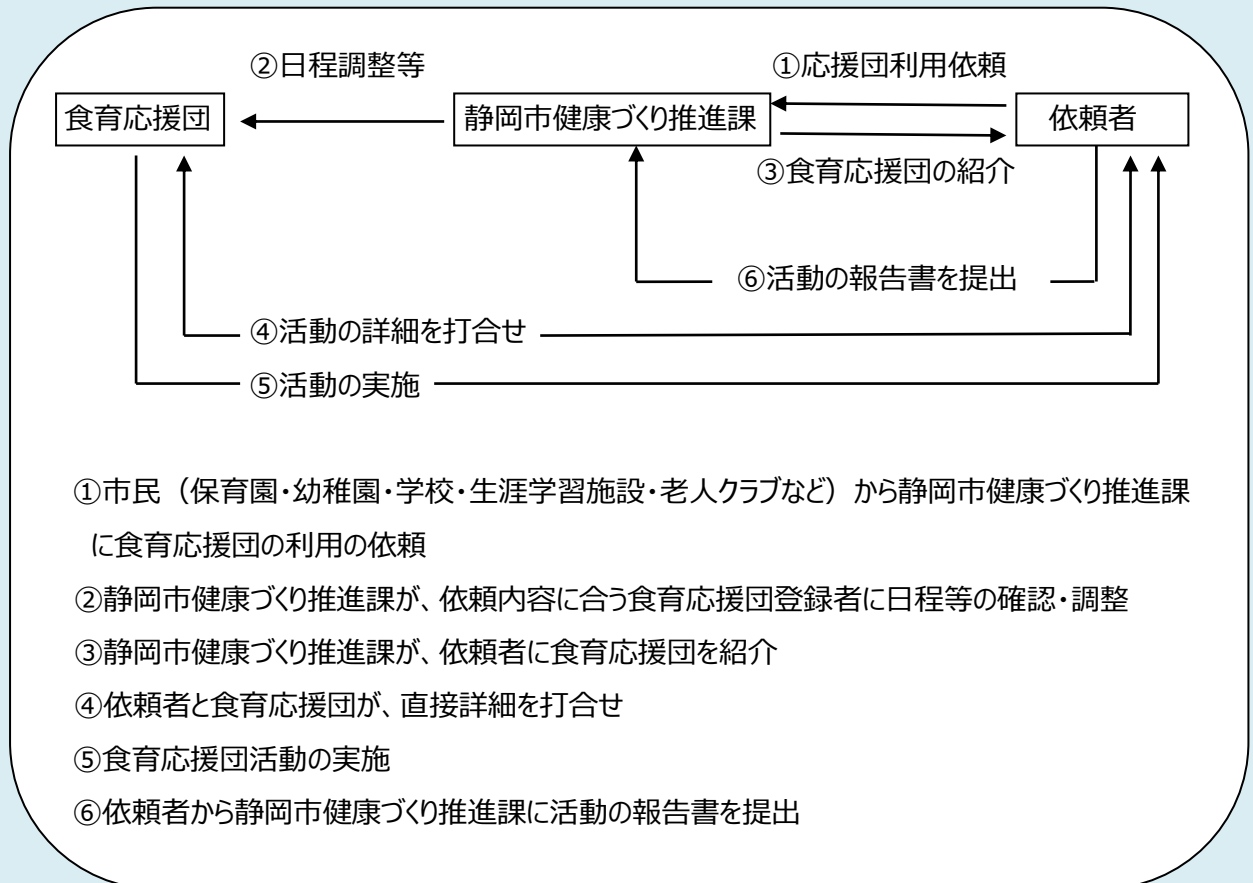 ②日程調整等
①応援団利用依頼
食育応援団
静岡市健康づくり推進課
依頼者
③食育応援団の紹介
⑥活動の報告書を提出
④活動の詳細を打合せ
⑤活動の実施
①市民（保育園・幼稚園・学校・生涯学習施設・老人クラブなど）から静岡市健康づくり推進課
に食育応援団の利用の依頼
②静岡市健康づくり推進課が、依頼内容に合う食育応援団登録者に日程等の確認・調整
③静岡市健康づくり推進課が、依頼者に食育応援団を紹介
④依頼者と食育応援団が、直接詳細を打合せ
⑤食育応援団活動の実施
⑥依頼者から静岡市健康づくり推進課に活動の報告書を提出